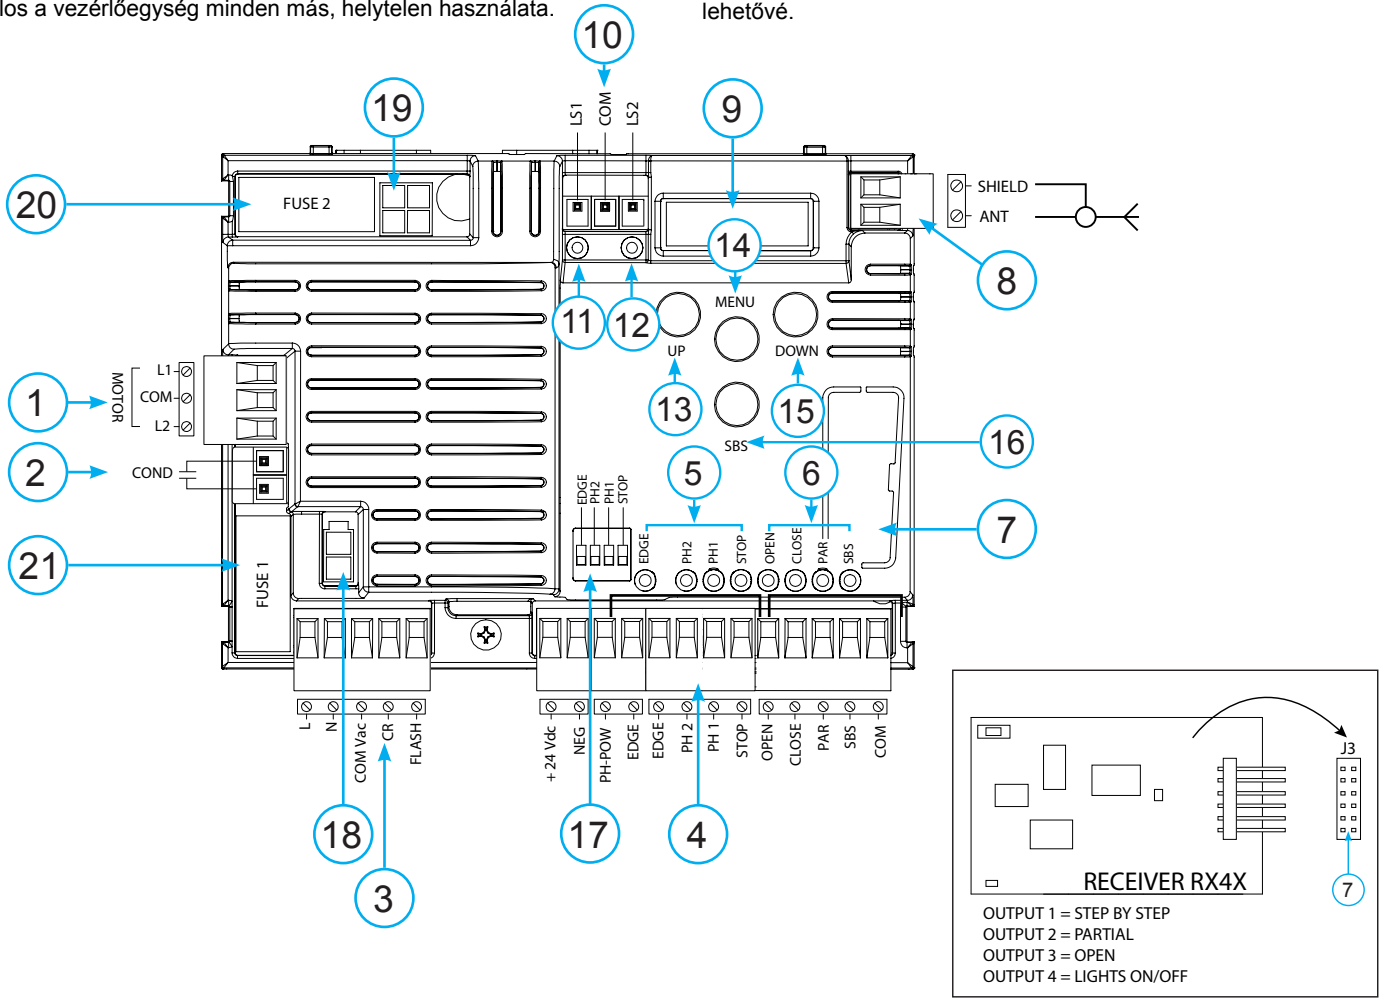 los a vezérlőegység minden más, helytelen használata.
lehetővé.
10
19
9
LS1
COM
LS2
20
FUSE 2
SHIELD
ANT
14
8
MENU
11
12
UP
DOWN
13
15
1
MOTOR
L1
COM
L2
SBS
16
2
COND
5
6
EDGE
PH2
PH1
STOP
7
EDGE
PH2
PH1
STOP
OPEN
CLOSE
PAR
SBS
21
FUSE 1
L
N
COM Vac
CR
FLASH
+ 24 Vdc
NEG
PH-POW
EDGE
EDGE
PH 2
PH 1
STOP
OPEN
CLOSE
PAR
SBS
COM
18
17
4
3
J3
7
RECEIVER RX4X
OUTPUT 1 = STEP BY STEP
OUTPUT 2 = PARTIAL
OUTPUT 3 = OPEN
OUTPUT 4 = LIGHTS ON/OFF